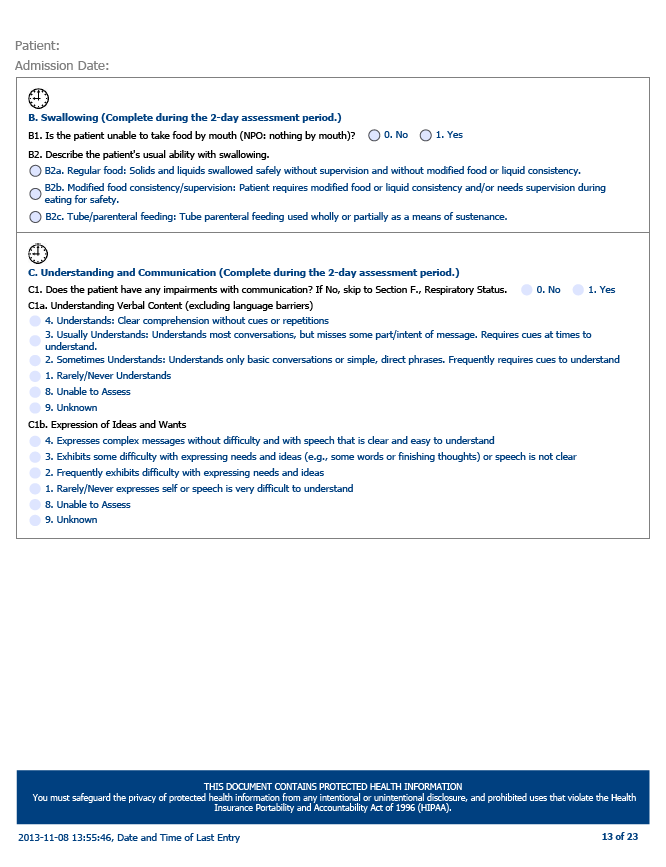 Patient:
Admission Date:
B. Swallowing (Complete during the 2-day assessment period.)
B1. Is the patient unable to take food by mouth (NPO: nothing by mouth)? 0. No 1. Yes
B2. Describe the patient's usual ability with swallowing.
B2a. Regular food: Solids and liquids swallowed safely without supervision and without modified food or liquid consistency.
B2b. Modified food consistency/supervision: Patient requires modified food or liquid consistency and/or needs supervision during
eating for safety.
B2c. Tube/parenteral feeding: Tube parenteral feeding used wholly or partially as a means of sustenance.
C. Understanding and Communication (Complete during the 2-day assessment period.)
C1. Does the patient have any impairments with communication? If No, skip to Section F., Respiratory Status. 0. No 1. Yes
C1a. Understanding Verbal Content (excluding language barriers)
4. Understands: Clear comprehension without cues or repetitions
3. Usually Understands: Understands most conversations, but misses some part/intent of message. Requires cues at times to
understand.
2. Sometimes Understands: Understands only basic conversations or simple, direct phrases. Frequently requires cues to understand
1. Rarely/Never Understands
8. Unable to Assess
9. Unknown
C1b. Expression of Ideas and Wants
4. Expresses complex messages without difficulty and with speech that is clear and easy to understand
3. Exhibits some difficulty with expressing needs and ideas (e.g., some words or finishing thoughts) or speech is not clear
2. Frequently exhibits difficulty with expressing needs and ideas
1. Rarely/Never expresses self or speech is very difficult to understand
8. Unable to Assess
9. Unknown
THIS DOCUMENT CONTAINS PROTECTED HEALTH INFORMATION
You must safeguard the privacy of protected health information from any intentional or unintentional disclosure, and prohibited uses that violate the Health
Insurance Portability and Accountability Act of 1996 (HIPAA).
2013-11-08 13:55:46, Date and Time of Last Entry 13 of 23